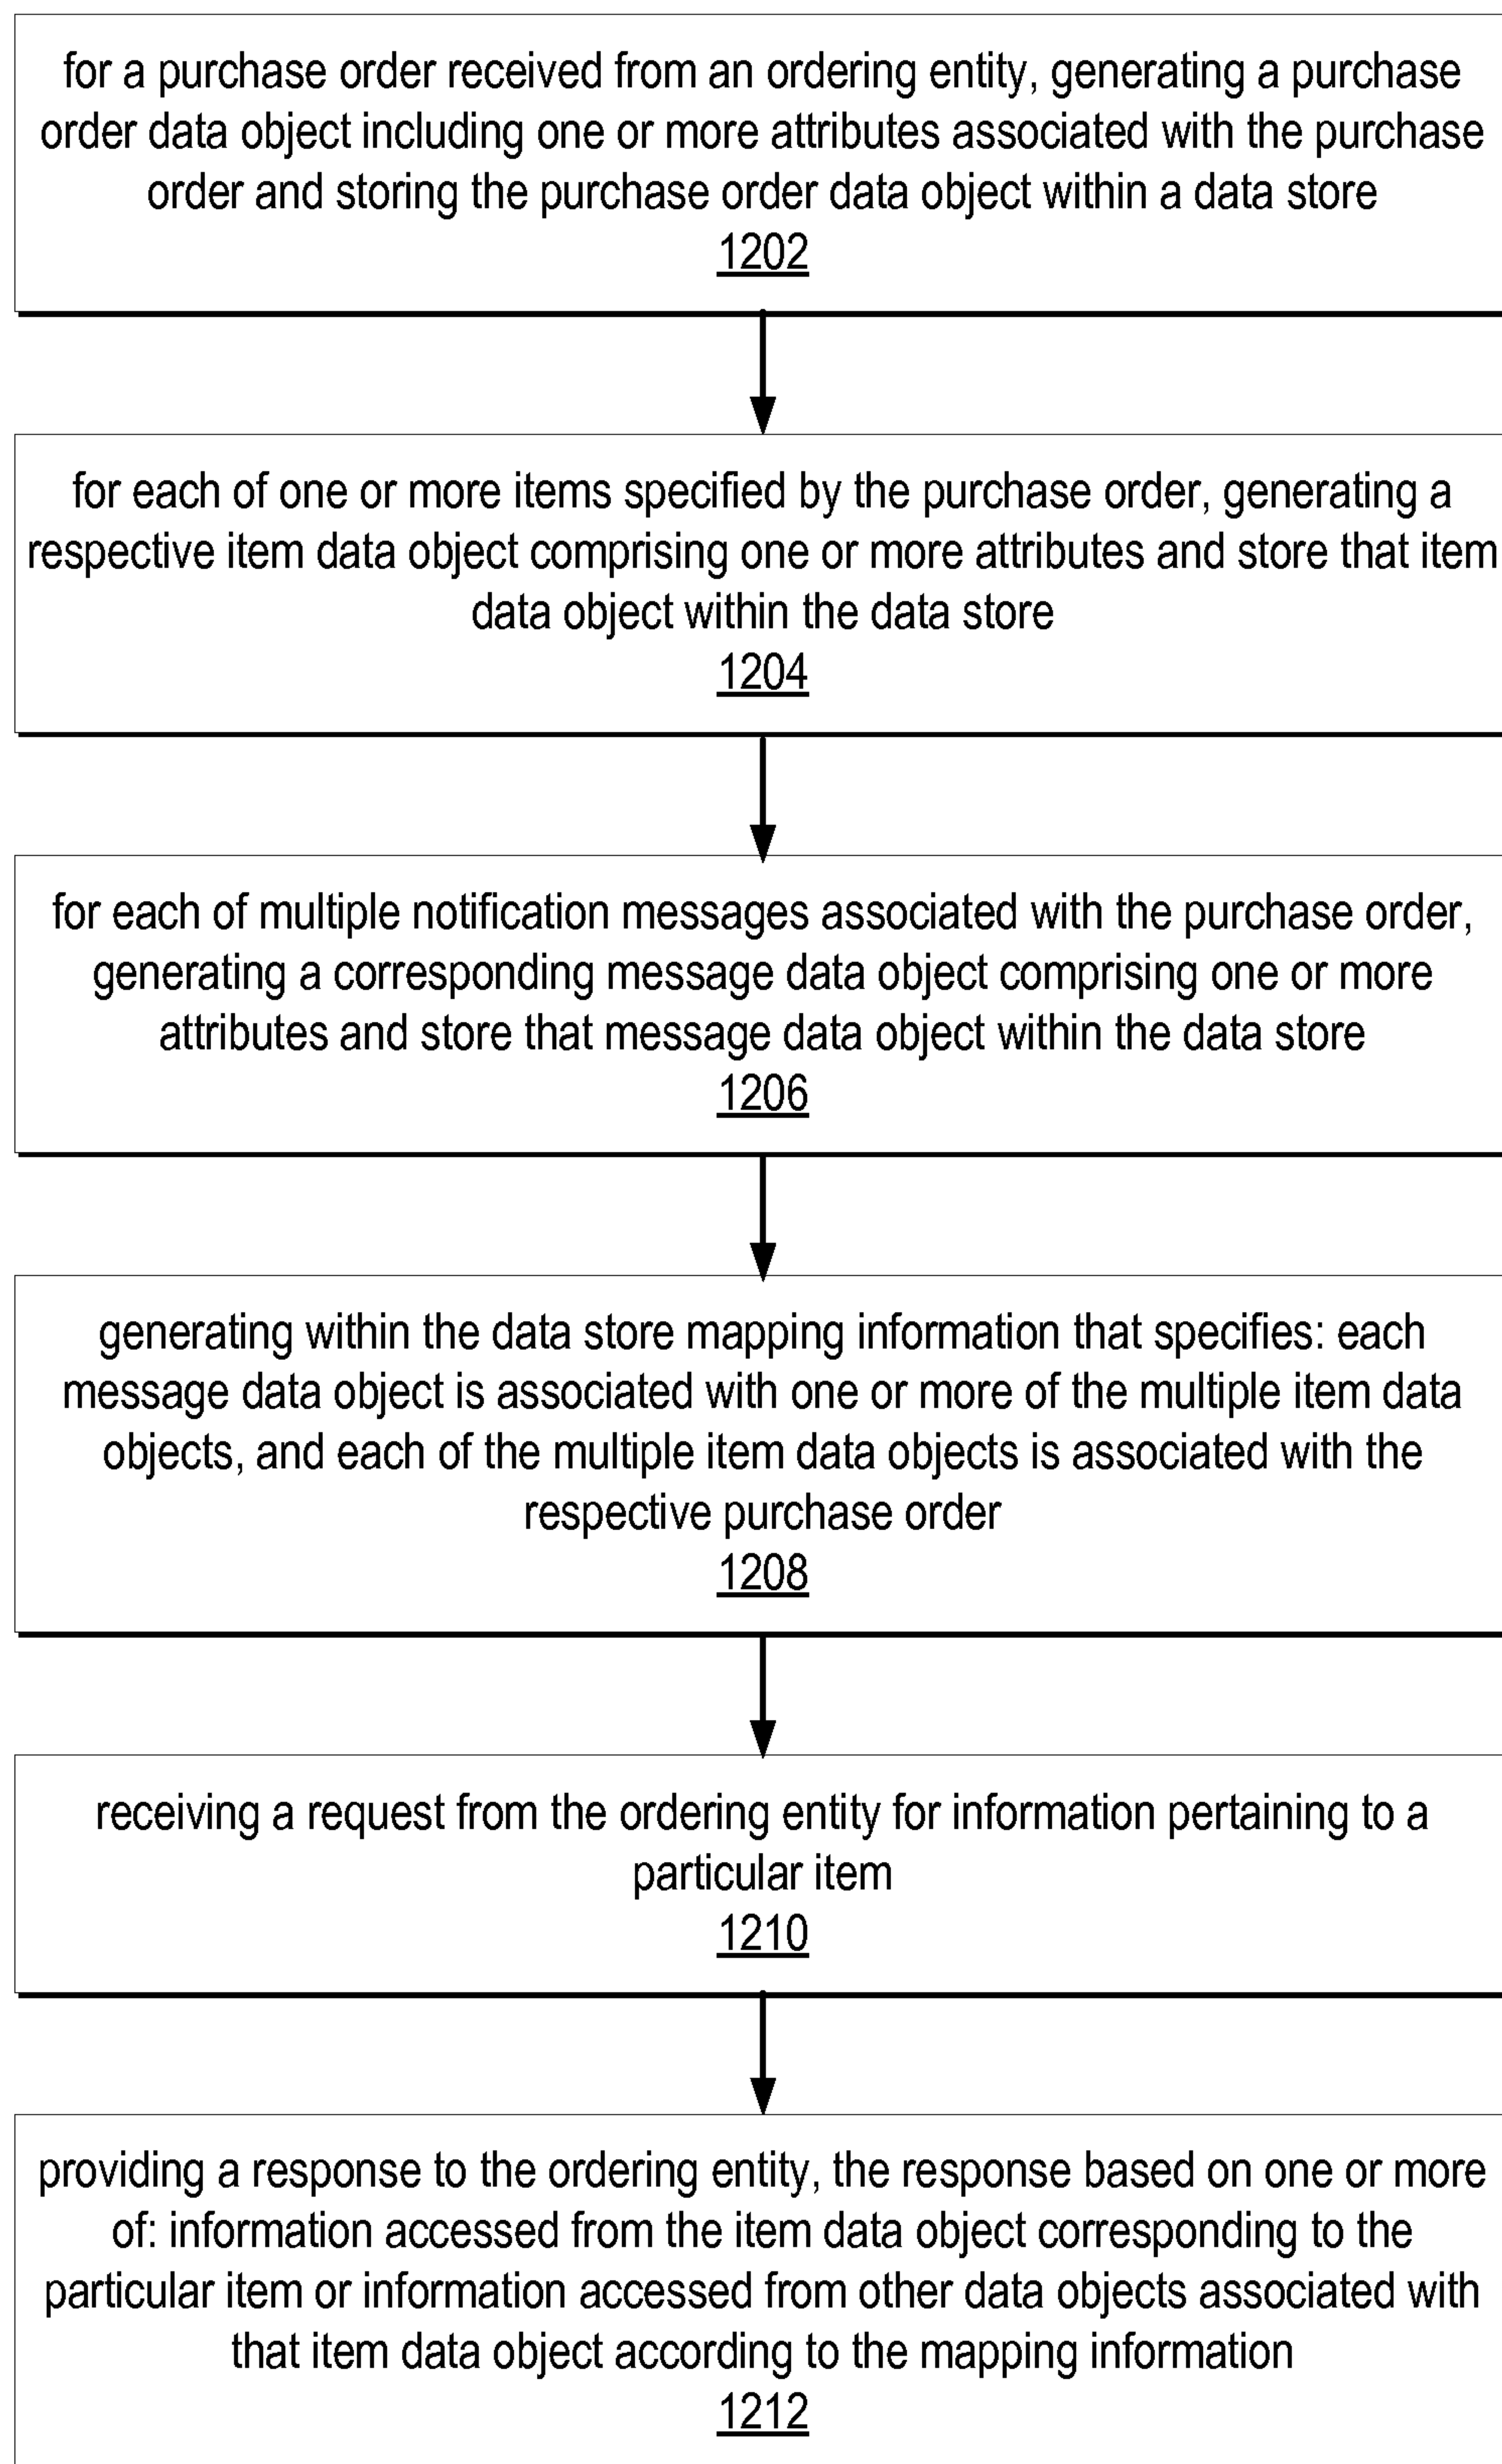 for a purchase order received from an ordering entity, generating a purchase
order data object including one or more attributes associated with the purchase
order and storing the purchase order data object within a data store
1202
for each of one or more items specified by the purchase order, generating a
respective item data object comprising one or more attributes and store that item
data object within the data store
1204
for each of multiple notification messages associated with the purchase order,
generating a corresponding message data object comprising one or more
attributes and store that message data object within the data store
1206
generating within the data store mapping information that specifies: each
message data object is associated with one or more of the multiple item data
objects, and each of the multiple item data objects is associated with the
respective purchase order
1208
receiving a request from the ordering entity for information pertaining to a
particular item
1210
providing a response to the ordering entity, the response based on one or more
of: information accessed from the item data object corresponding to the
particular item or information accessed from other data objects associated with
that item data object according to the mapping information
1212